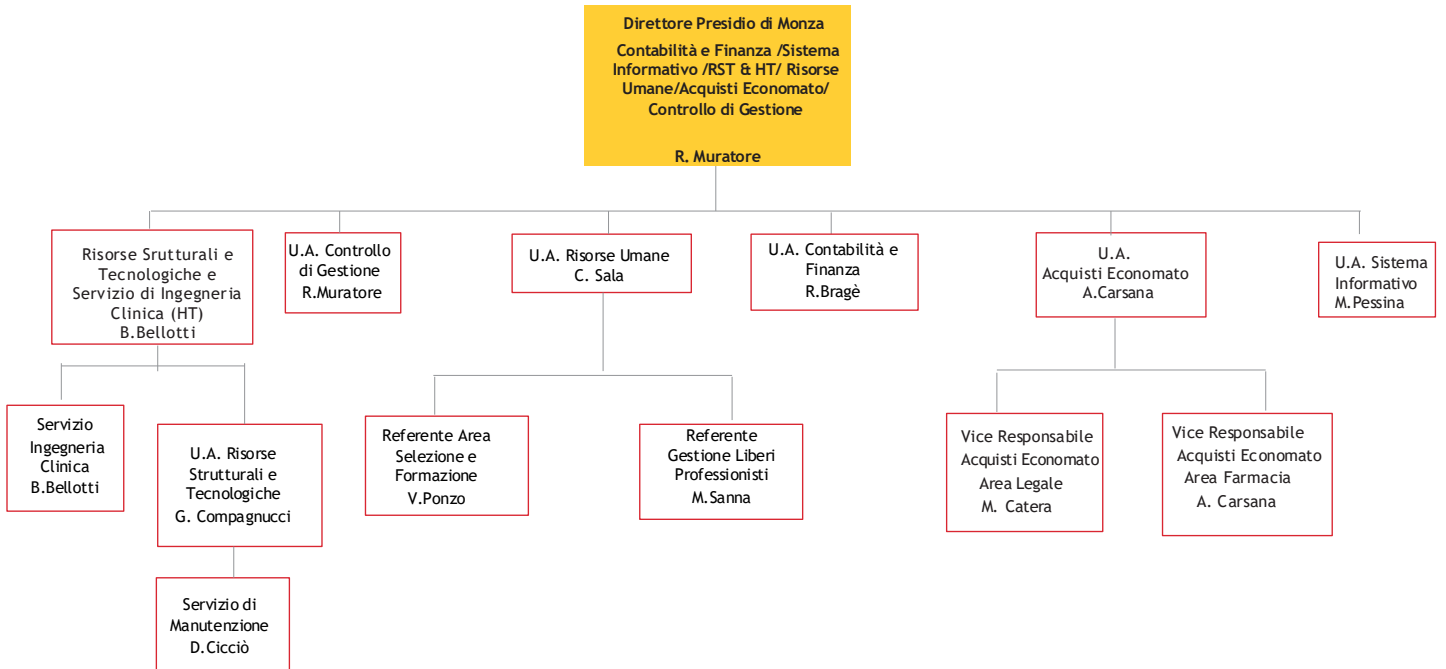 Direttore Presidio di Monza
Contabilità e Finanza /Sistema
Informativo /RST & HT/ Risorse
Umane/Acquisti Economato/
Controllo di Gestione
R. Muratore
Risorse Srutturali e
Tecnologiche e
Servizio di Ingegneria
Clinica (HT)
B.Bellotti
U.A. Controllo
di Gestione
R.Muratore
U.A. Risorse Umane
C. Sala
U.A. Contabilità e
Finanza
R.Bragè
U.A.
Acquisti Economato
A.Carsana
U.A. Sistema
Informativo
M.Pessina
Servizio
Ingegneria
Clinica
B.Bellotti
U.A. Risorse
Strutturali e
Tecnologiche
G. Compagnucci
Referente Area
Selezione e
Formazione
V.Ponzo
Referente
Gestione Liberi
Professionisti
M.Sanna
Vice Responsabile
Acquisti Economato
Area Legale
M. Catera
Vice Responsabile
Acquisti Economato
Area Farmacia
A. Carsana
Servizio di
Manutenzione
D.Cicciò